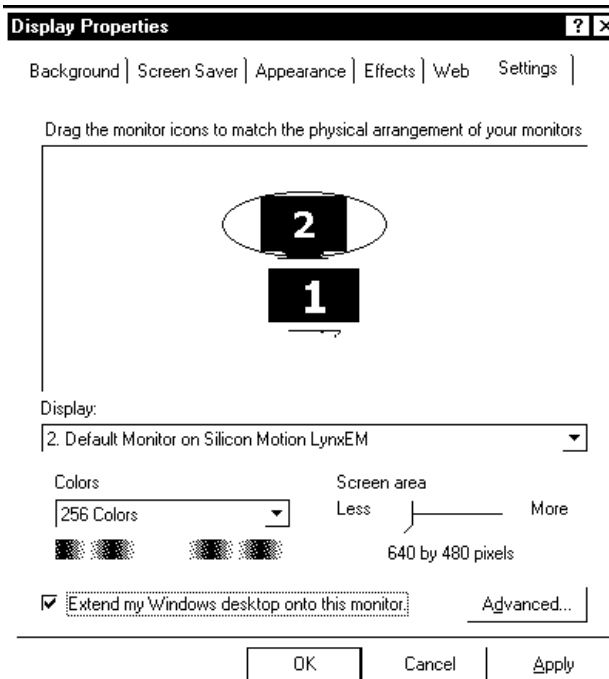 Display Properties ? ×
Background Screen Saver Appearance Effects Web Settings
Drag the monitor icons to match the physical arrangement of your monitors
2
1
Display:
2. Default Monitor on Silicon Motion LynxEM
Colors Screen area
256 Colors Less More
640 by 480 pixels
Extend my Windows desktop onto this monitor. Advanced...
OK Cancel Apply